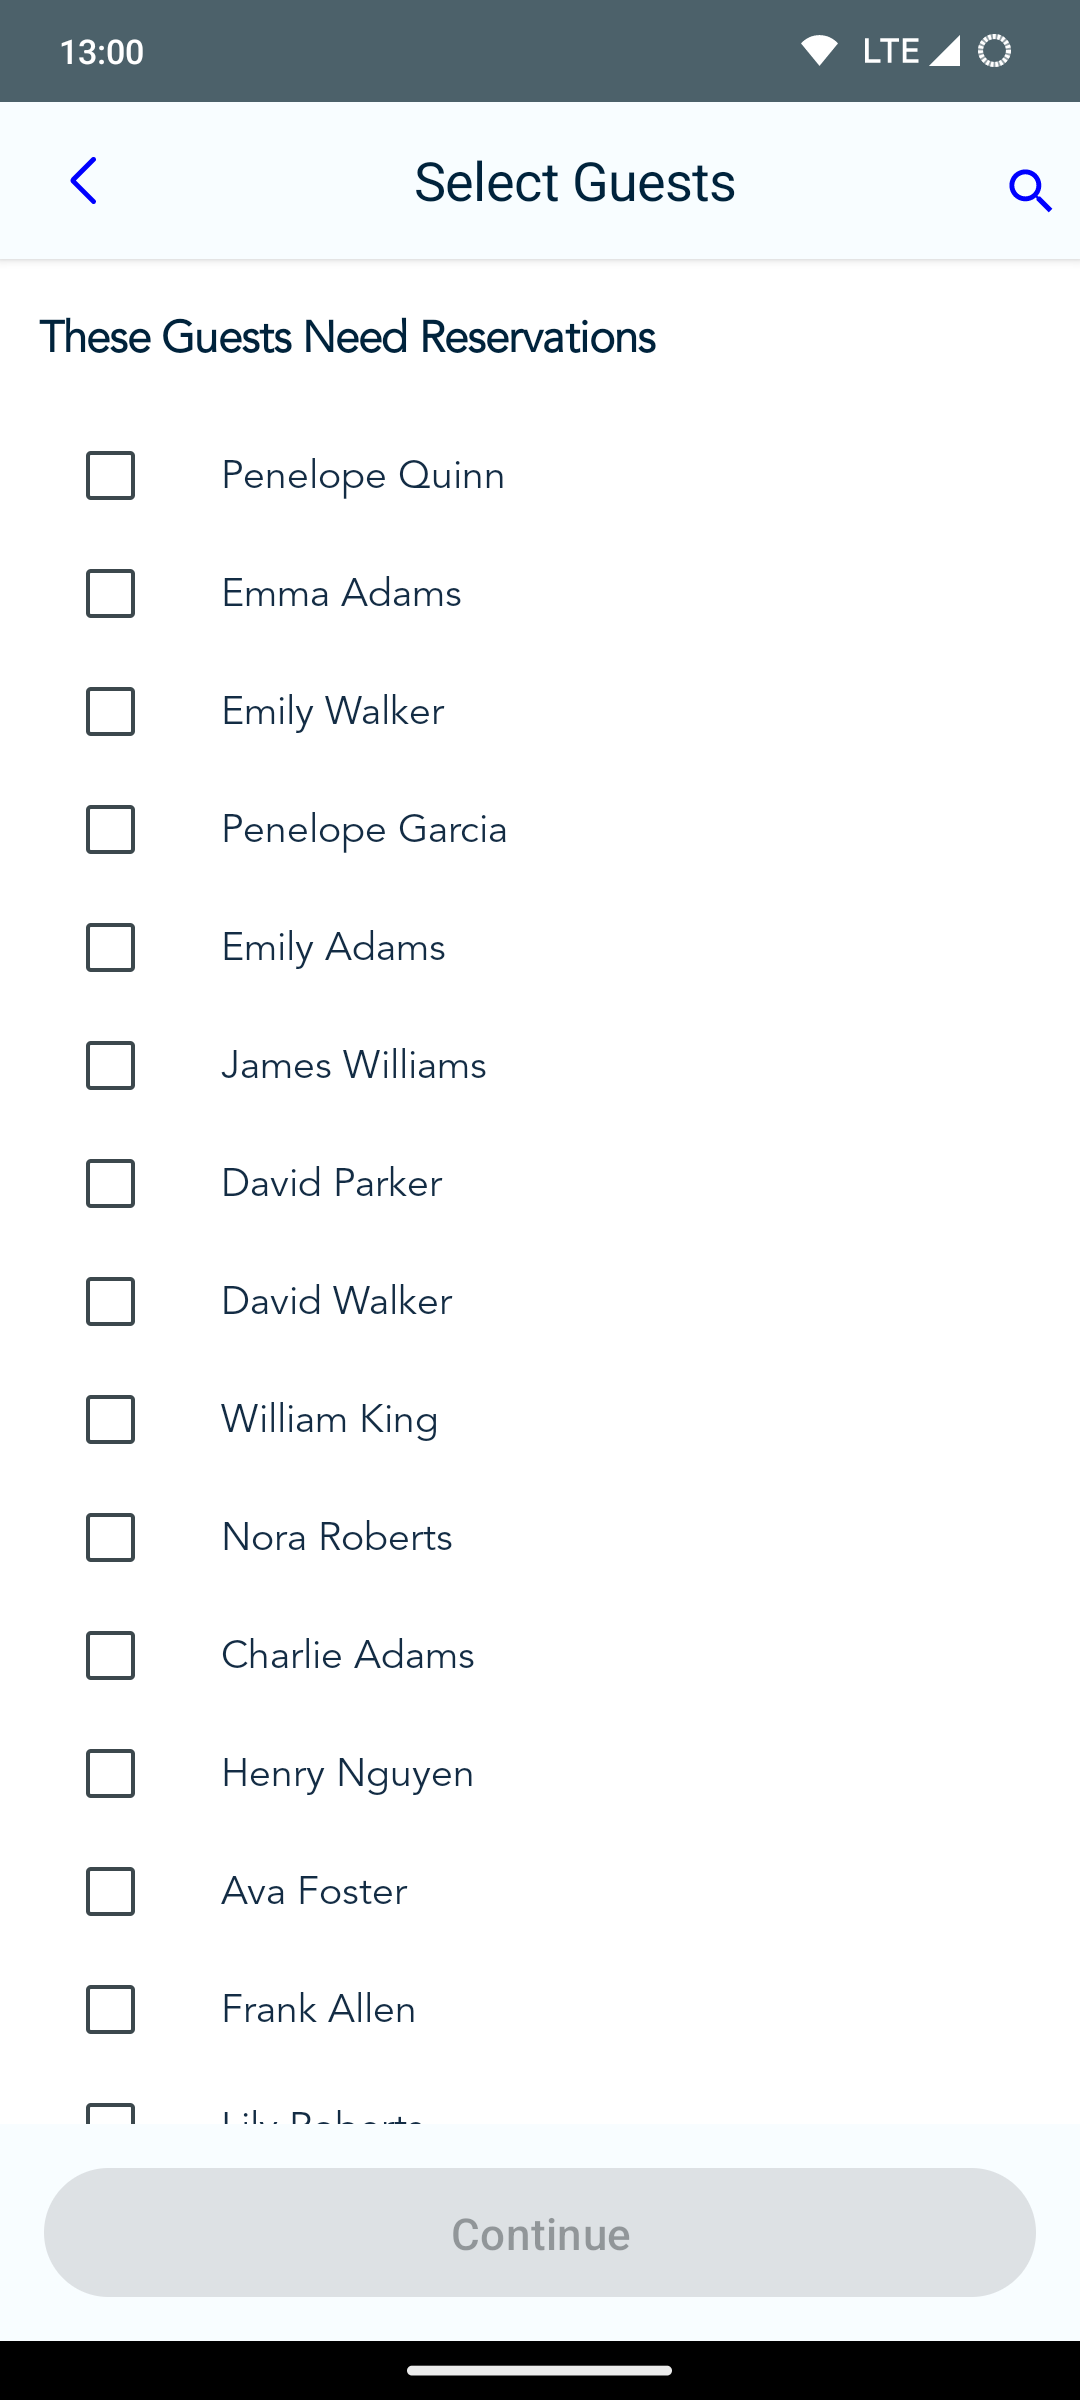 13:00
LTE
Select Guests
These Guests Need Reservations
Penelope Quinn
Emma Adams
Emily Walker
Penelope Garcia
Emily Adams
James Williams
David Parker
David Walker
William King
Nora Roberts
Charlie Adams
Henry Nguyen
Ava Foster
Frank Allen
Lily Roberts
Continue